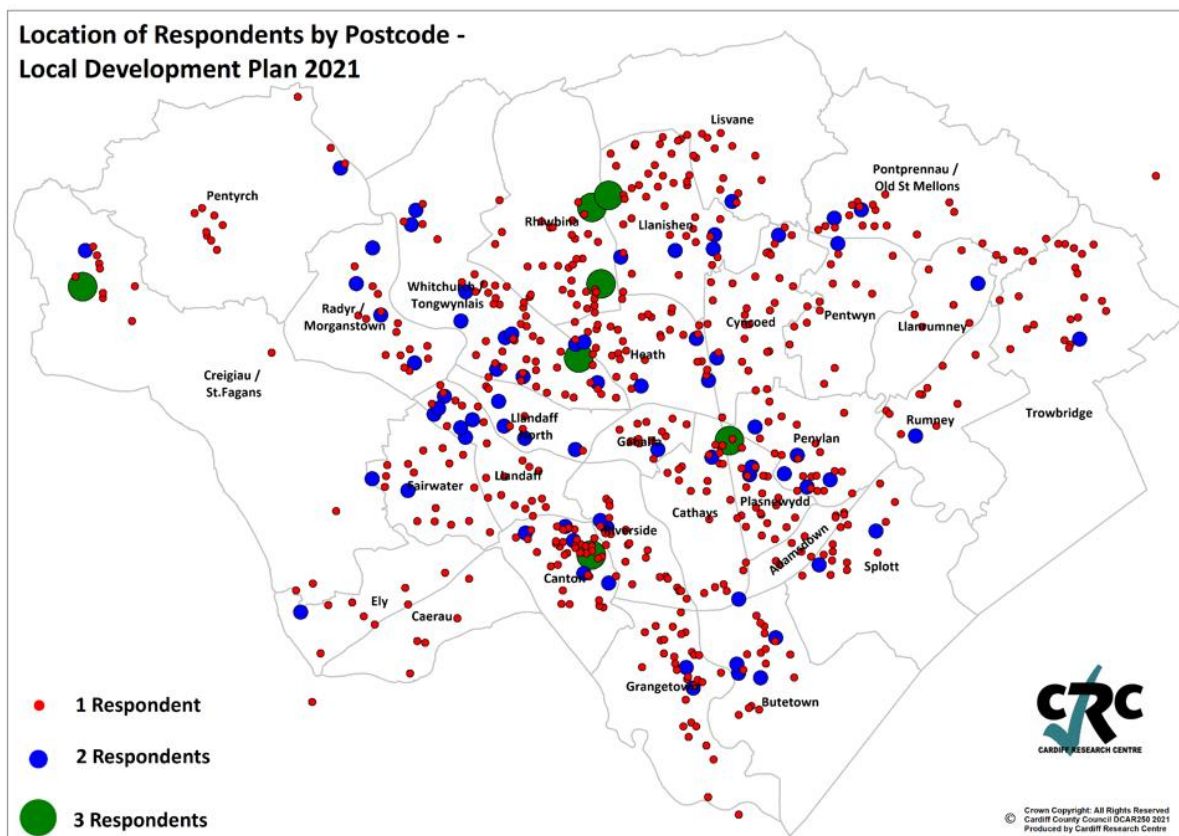 Location of Respondents by Postcode -
Local Development Plan 2021
Lisvane
Pontprennau /
Old St Mellons
Pentyrch
Rhiwbina
Llanishen
Whitchurch /
Tongwynlais
Radyr /
Morganstown
Cyncoed
Pentwyn
Llanrumney
Heath
Creigiau /
St.Fagans
Llandaff
North
Gabalfa
Penylan
Rumney
Trowbridge
Llandaff
Fairwater
Plasnewydd
Cathays
Riverside
Adamsdown
Splott
Canton
Ely
Caerau
Grangetown
Butetown
1 Respondent
2 Respondents
3 Respondents
CRC
CARDIFF RESEARCH CENTRE
© Crown Copyright: All Rights Reserved
Cardiff County Council DCAR250 2021
Produced by Cardiff Research Centre